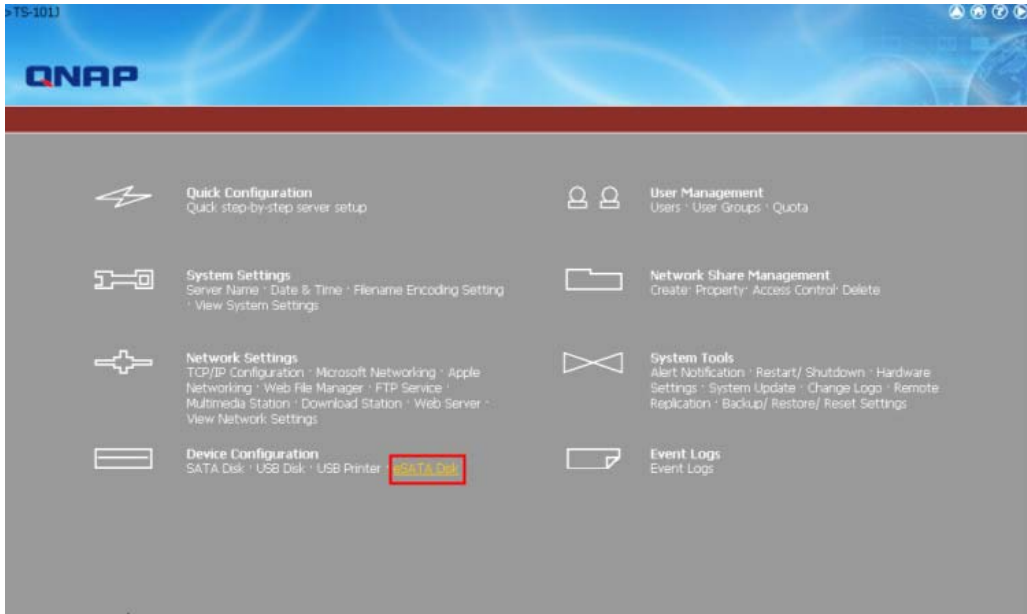 >TS-101J
QNAP
Quick Configuration
Quick step-by-step server setup
User Management
Users · User Groups · Quota
System Settings
Server Name · Date & Time · Filename Encoding Setting
· View System Settings
Network Share Management
Create· Property· Access Control· Delete
Network Settings
TCP/IP Configuration · Microsoft Networking · Apple
Networking · Web File Manager · FTP Service ·
Multimedia Station · Download Station · Web Server ·
View Network Settings
System Tools
Alert Notification · Restart/ Shutdown · Hardware
Settings · System Update · Change Logo · Remote
Replication · Backup/ Restore/ Reset Settings
Device Configuration
SATA Disk · USB Disk · USB Printer · eSATA Disk
Event Logs
Event Logs